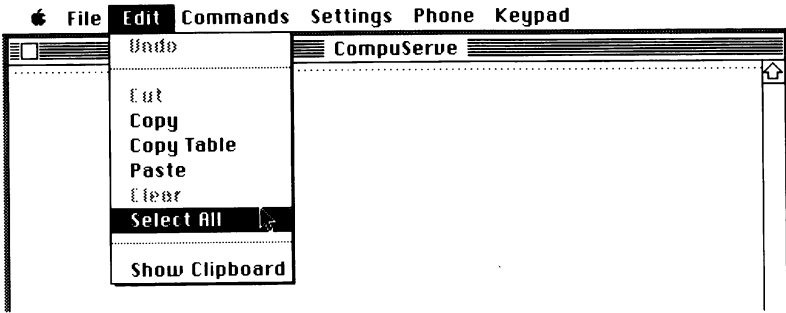 File Edit Commands Settings Phone Keypad
CompuServe
Undo
Cut
Copy
Copy Table
Paste
Clear
Select All
Show Clipboard